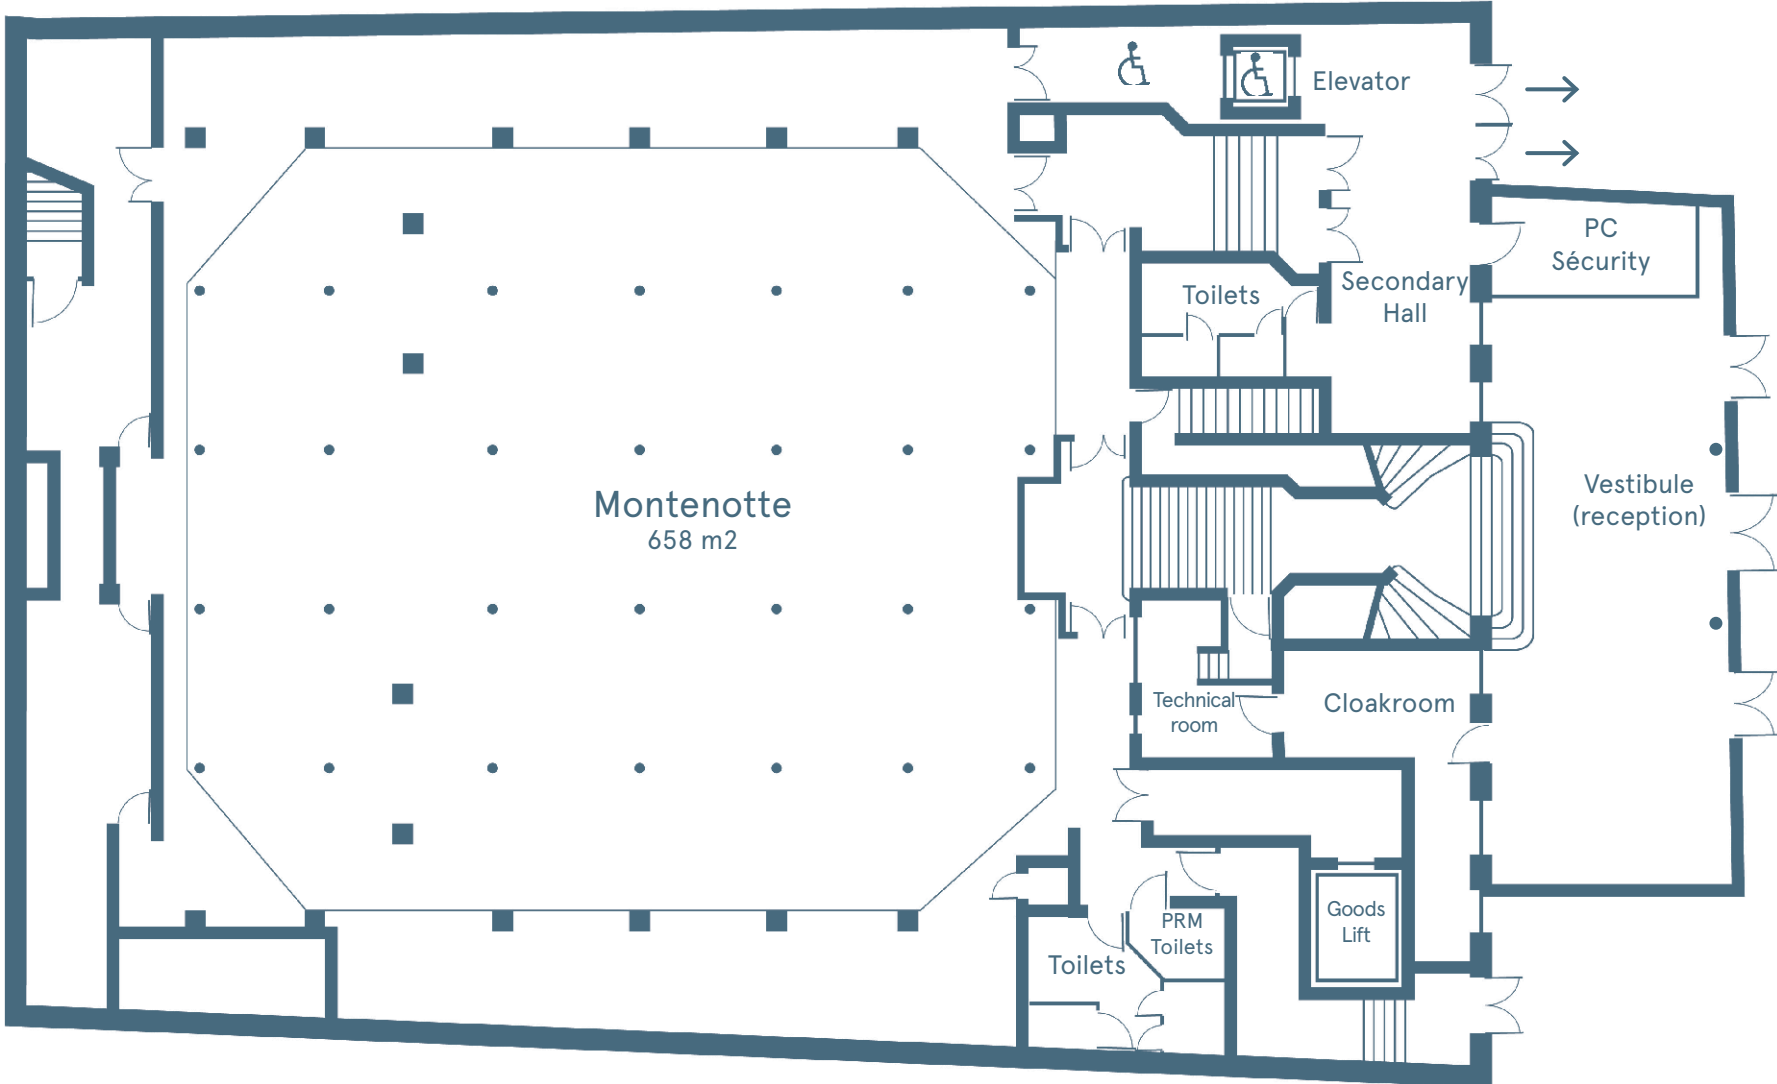 Elevator
PC
Sécurity
Secondary
Hall
Toilets
Vestibule
(reception)
Montenotte
658 m2
Technical
room
Cloakroom
Goods
Lift
PRM
Toilets
Toilets